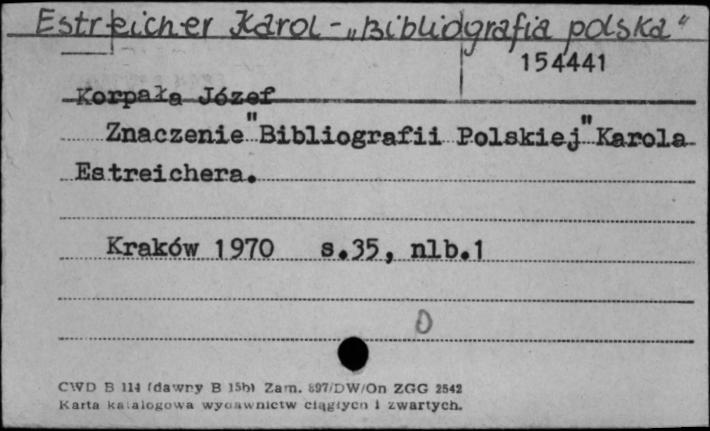 Estreicher Karol - „Bibliografia polska"
154441
Korpała Józef
Znaczenie "Bibliografii Polskiej" Karola
Estreichera.
Kraków 1970 s.35, nlb.1
D
CWD B 114 (dawny B 15b) Zam. 897/DW/On ZGG 2542
Karta katalogowa wydawnictw ciągłych i zwartych.